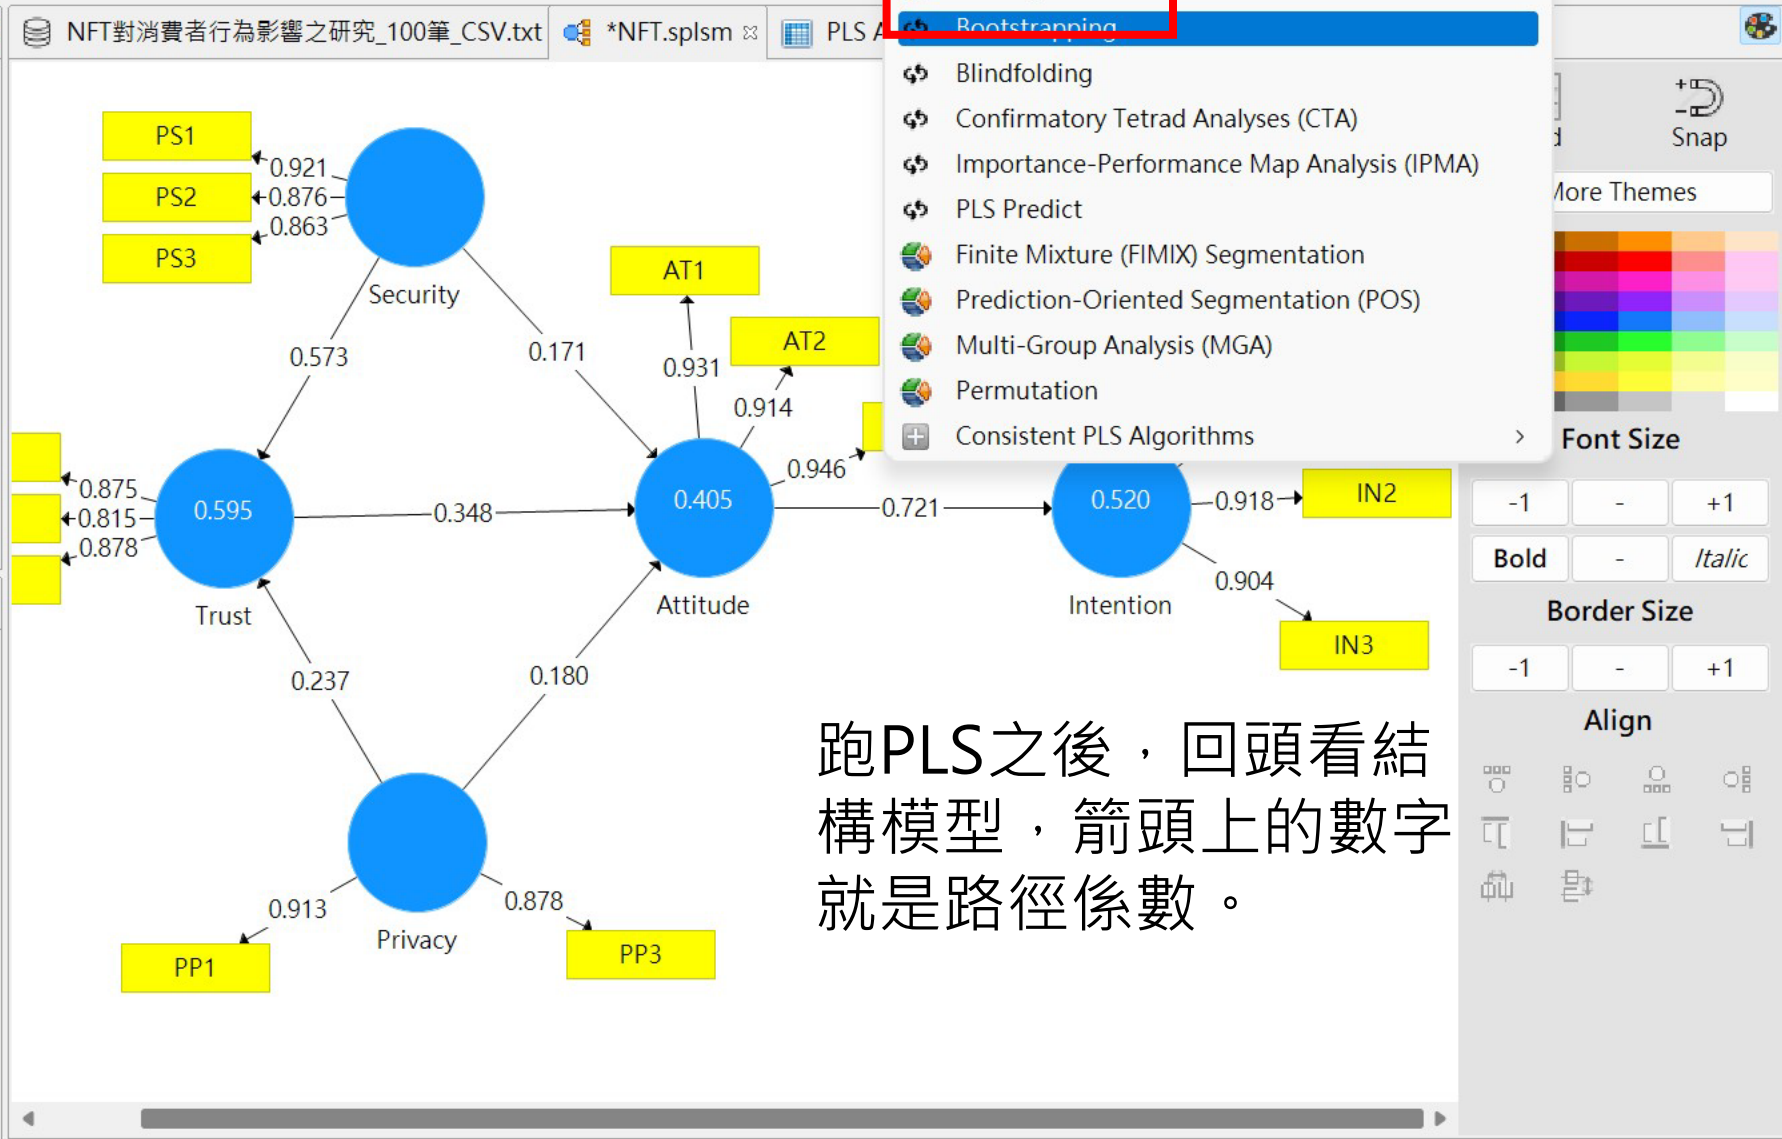 NFT對消費者行為影響之研究_100筆_CSV.txt
*NFT.splsm
PLS A
Bootstrapping
Blindfolding
Confirmatory Tetrad Analyses (CTA)
Importance-Performance Map Analysis (IPMA)
PLS Predict
Finite Mixture (FIMIX) Segmentation
Prediction-Oriented Segmentation (POS)
Multi-Group Analysis (MGA)
Permutation
Consistent PLS Algorithms
PS1
PS2
PS3
0.921
0.876
0.863
Security
0.573
0.171
AT1
AT2
0.931
0.914
0.946
0.875
0.815
0.878
0.595
Trust
0.348
0.405
Attitude
0.721
0.520
Intention
0.918
IN2
0.904
IN3
0.237
0.180
Privacy
0.913
0.878
PP1
PP3
跑PLS之後，回頭看結
構模型，箭頭上的數字
就是路徑係數。
Snap
More Themes
Font Size
-1 - +1
Bold - Italic
Border Size
-1 - +1
Align